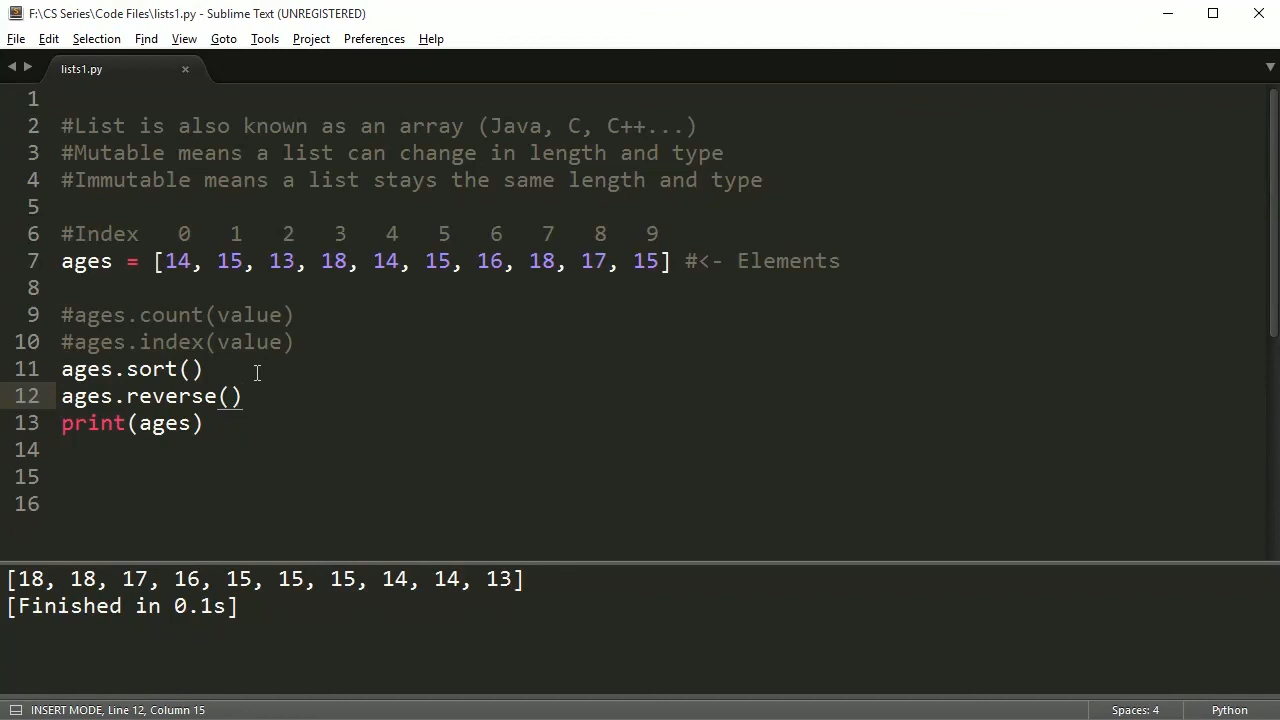 F:\CS Series\Code Files\lists1.py - Sublime Text (UNREGISTERED)
File Edit Selection Find View Goto Tools Project Preferences Help
lists1.py
1
2 #List is also known as an array (Java, C, C++...)
3 #Mutable means a list can change in length and type
4 #Immutable means a list stays the same length and type
5
6 #Index 0 1 2 3 4 5 6 7 8 9
7 ages = [14, 15, 13, 18, 14, 15, 16, 18, 17, 15] #<- Elements
8
9 #ages.count(value)
10 #ages.index(value)
11 ages.sort()
12 ages.reverse()
13 print(ages)
14
15
16
[18, 18, 17, 16, 15, 15, 15, 14, 14, 13]
[Finished in 0.1s]
INSERT MODE, Line 12, Column 15 Spaces: 4 Python